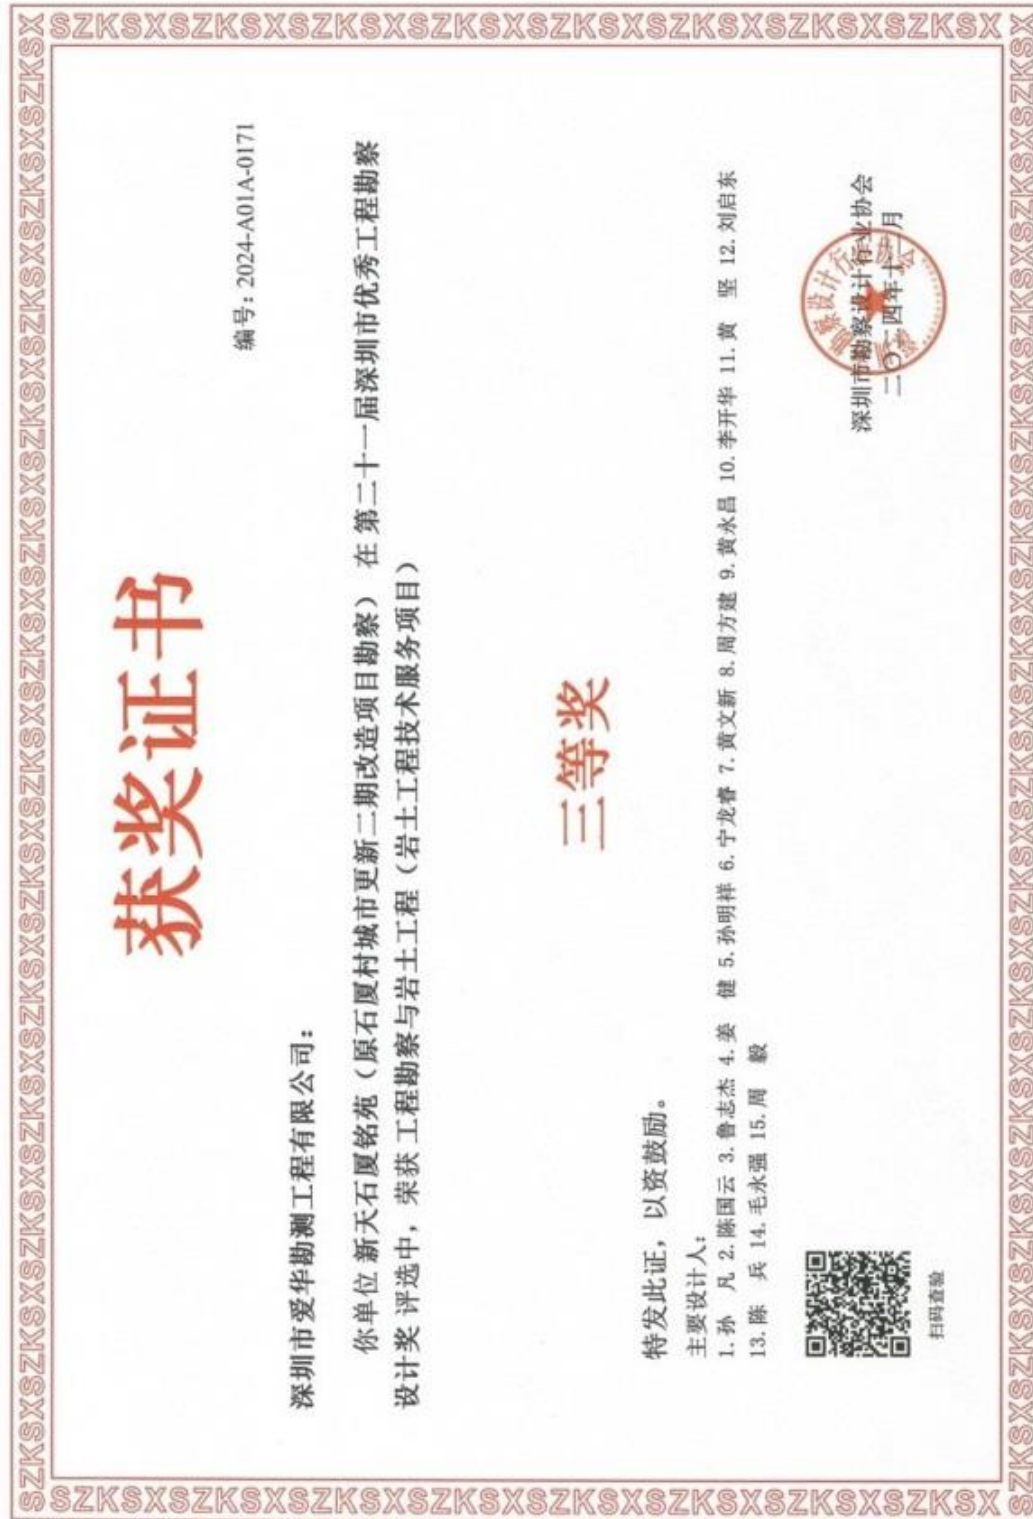 SZKSXSZKSXSZKSXSZKSXSZKSXSZKSXSZKSXSZKSX
获奖证书
编号：2024-A01A-0171
深圳市爱华勘测工程有限公司：
你单位 新天石厦铭苑（原石厦村城市更新二期改造项目勘察） 在 第二十一届深圳市优秀工程勘察
设计奖 评选中，荣获 工程勘察与岩土工程（岩土工程技术服务项目）
三等奖
特发此证，以资鼓励。
主要设计人：
1.孙　凡 2.陈国云 3.鲁志杰 4.姜　健 5.孙明祥 6.宁龙睿 7.黄文新 8.周方建 9.黄永昌 10.李开华 11.黄　坚 12.刘启东
13.陈　兵 14.毛永强 15.周　毅
深圳市勘察设计行业协会
二〇二四年十一月
扫码查验